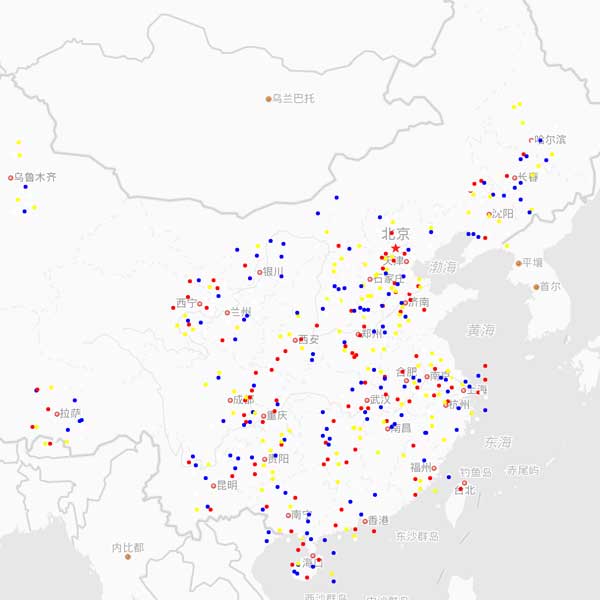 乌兰巴托
哈尔滨
长春
乌鲁木齐
沈阳
北京
平壤
天津
渤海
银川
石家庄
首尔
西宁
济南
兰州
黄海
西安
郑州
合肥
南京
上海
成都
武汉
杭州
拉萨
重庆
南昌
东海
贵阳
福州
钓鱼岛
赤尾屿
昆明
台北
南宁
香港
东沙群岛
内比都
海口
西沙群岛
中沙群岛